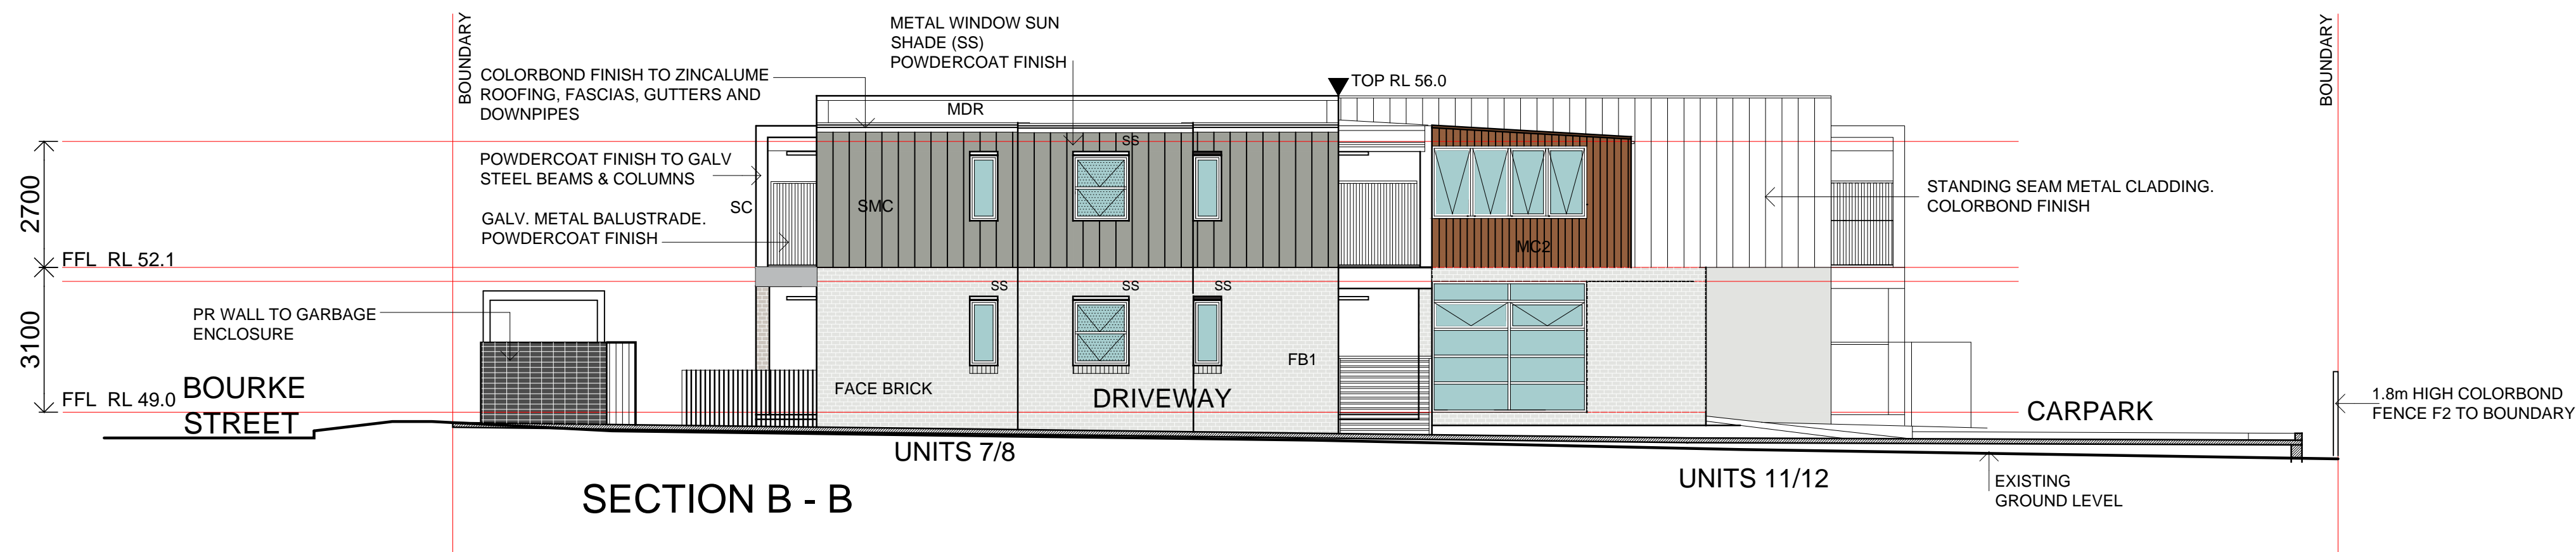 BOUNDARY
METAL WINDOW SUN
SHADE (SS)
POWDERCOAT FINISH
BOUNDARY
COLORBOND FINISH TO ZINCALUME
ROOFING, FASCIAS, GUTTERS AND
DOWNPIPES
TOP RL 56.0
MDR
SS
POWDERCOAT FINISH TO GALV
STEEL BEAMS & COLUMNS
2700
SC
SMC
GALV. METAL BALUSTRADE.
POWDERCOAT FINISH
MC2
STANDING SEAM METAL CLADDING.
COLORBOND FINISH
FFL RL 52.1
SS
SS
SS
PR WALL TO GARBAGE
ENCLOSURE
3100
FB1
FACE BRICK
DRIVEWAY
BOURKE
STREET
FFL RL 49.0
CARPARK
1.8m HIGH COLORBOND
FENCE F2 TO BOUNDARY
UNITS 7/8
UNITS 11/12
EXISTING
GROUND LEVEL
SECTION B - B